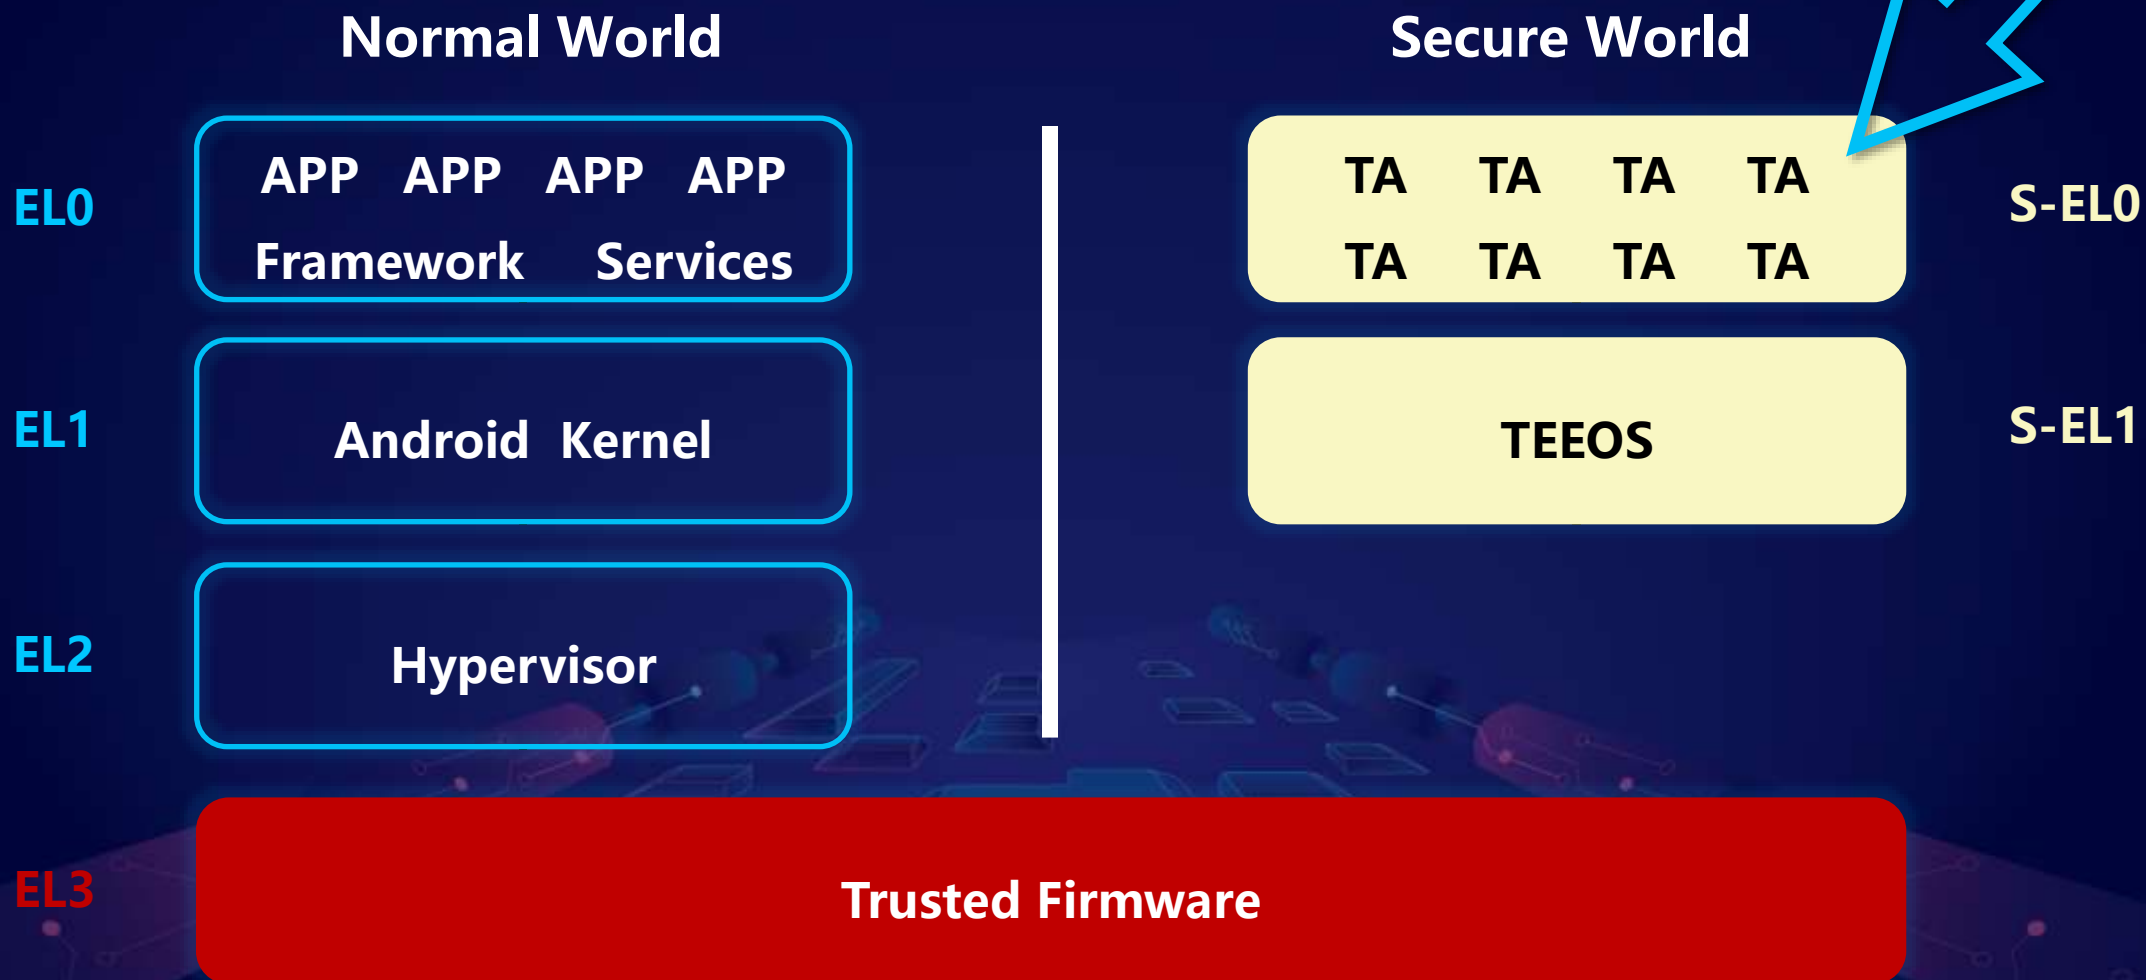 Normal World
Secure World
EL0
APP APP APP APP
Framework Services
TA TA TA TA
TA TA TA TA
S-EL0
EL1
Android Kernel
TEEOS
S-EL1
EL2
Hypervisor
EL3
Trusted Firmware